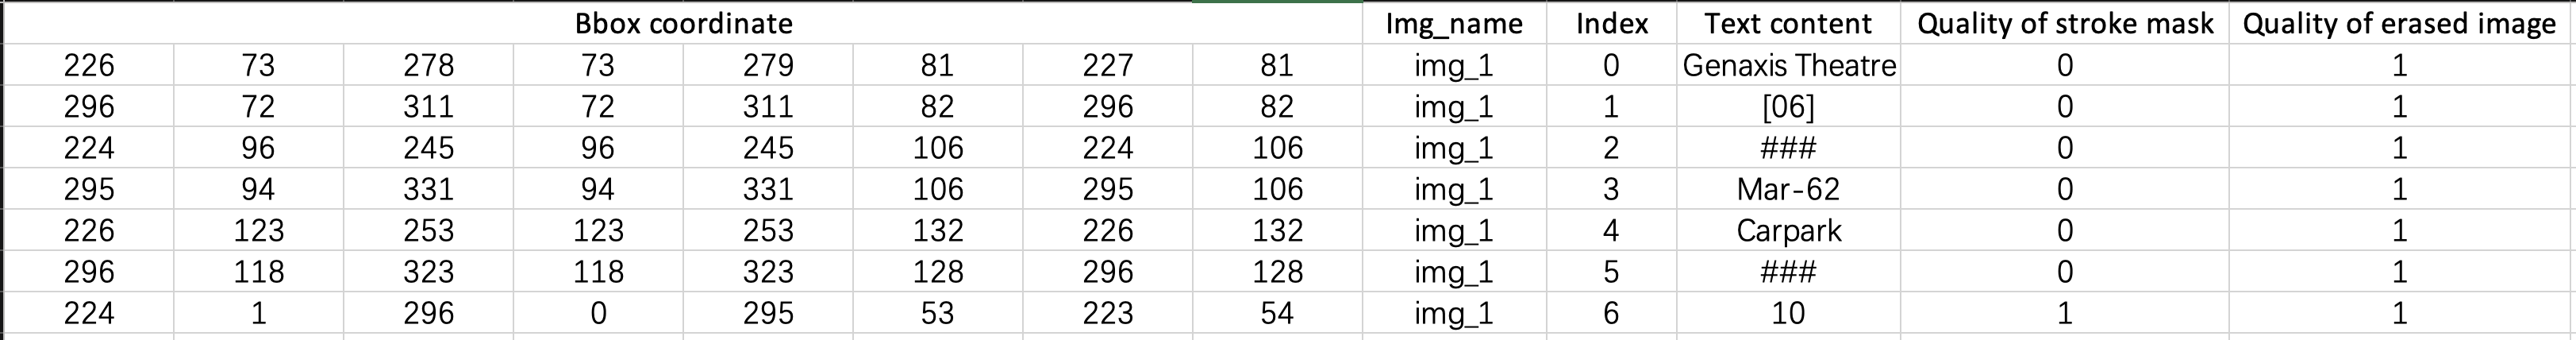 Bbox coordinate Img_name Index Text content Quality of stroke mask Quality of erased image
226 73 278 73 279 81 227 81 img_1 0 Genaxis Theatre 0 1
296 72 311 72 311 82 296 82 img_1 1 [06] 0 1
224 96 245 96 245 106 224 106 img_1 2 ### 0 1
295 94 331 94 331 106 295 106 img_1 3 Mar-62 0 1
226 123 253 123 253 132 226 132 img_1 4 Carpark 0 1
296 118 323 118 323 128 296 128 img_1 5 ### 0 1
224 1 296 0 295 53 223 54 img_1 6 10 1 1